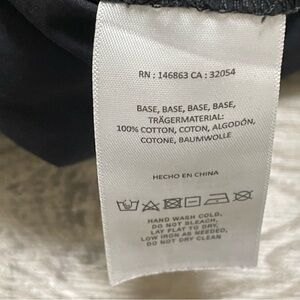 RN : 146863 CA : 32054
BASE, BASE, BASE, BASE,
TRÄGERMATERIAL:
100% COTTON, COTON, ALGODÓN,
COTONE, BAUMWOLLE
HECHO EN CHINA
HAND WASH COLD,
DO NOT BLEACH,
LAY FLAT TO DRY,
LOW IRON AS NEEDED,
DO NOT DRY CLEAN